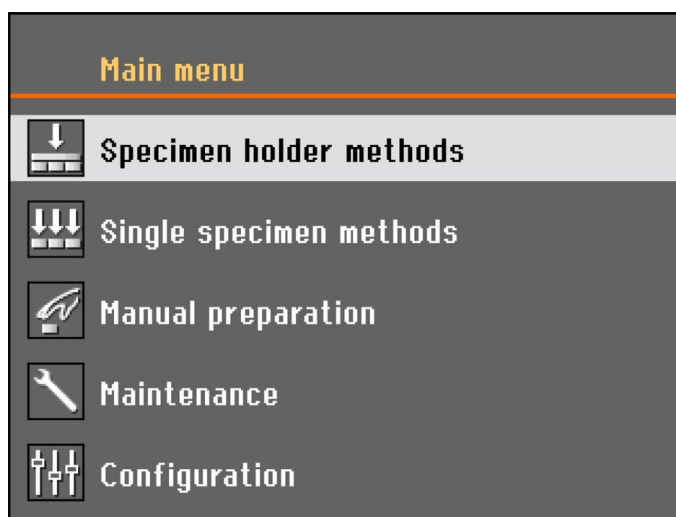 Main menu
Specimen holder methods
Single specimen methods
Manual preparation
Maintenance
Configuration